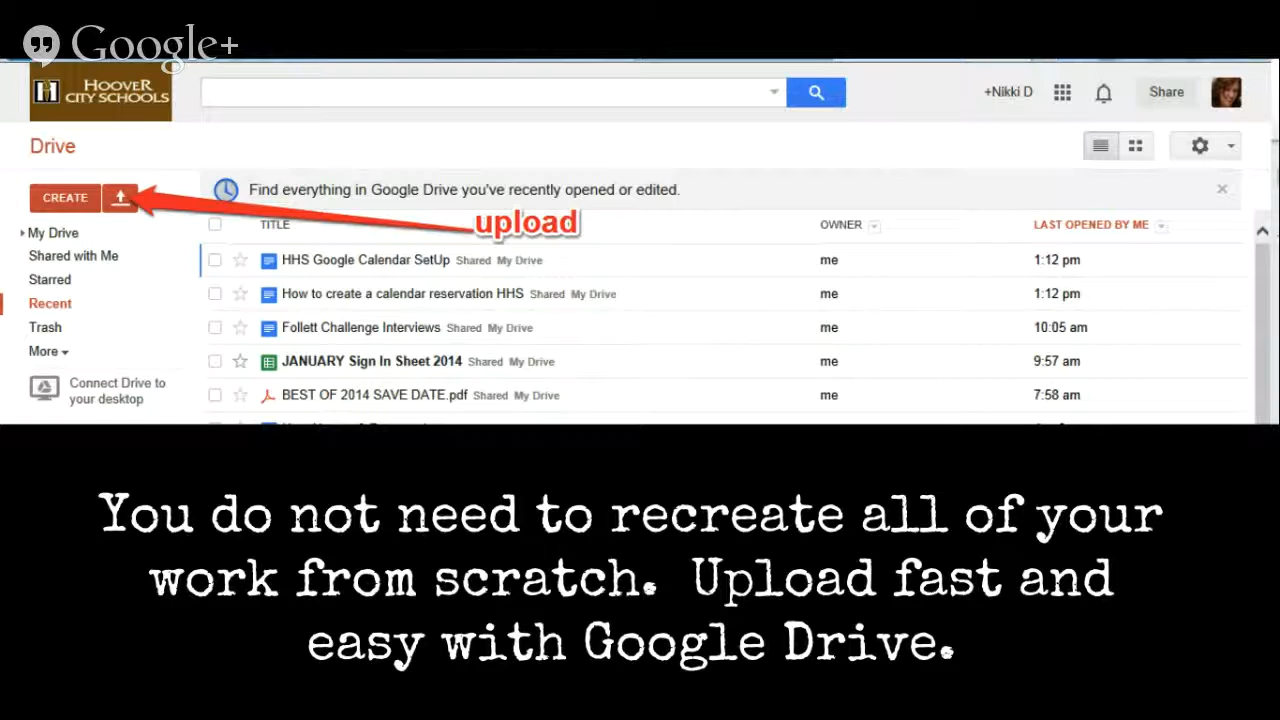 Google+
HOOVER
CITY SCHOOLS
+Nikki D
Share
Drive
CREATE
Find everything in Google Drive you've recently opened or edited.
upload
TITLE OWNER LAST OPENED BY ME
My Drive
Shared with Me
Starred
Recent
Trash
More
Connect Drive to
your desktop
HHS Google Calendar SetUp Shared My Drive me 1:12 pm
How to create a calendar reservation HHS Shared My Drive me 1:12 pm
Follett Challenge Interviews Shared My Drive me 10:05 am
JANUARY Sign In Sheet 2014 Shared My Drive me 9:57 am
BEST OF 2014 SAVE DATE.pdf Shared My Drive me 7:58 am
You do not need to recreate all of your
work from scratch. Upload fast and
easy with Google Drive.